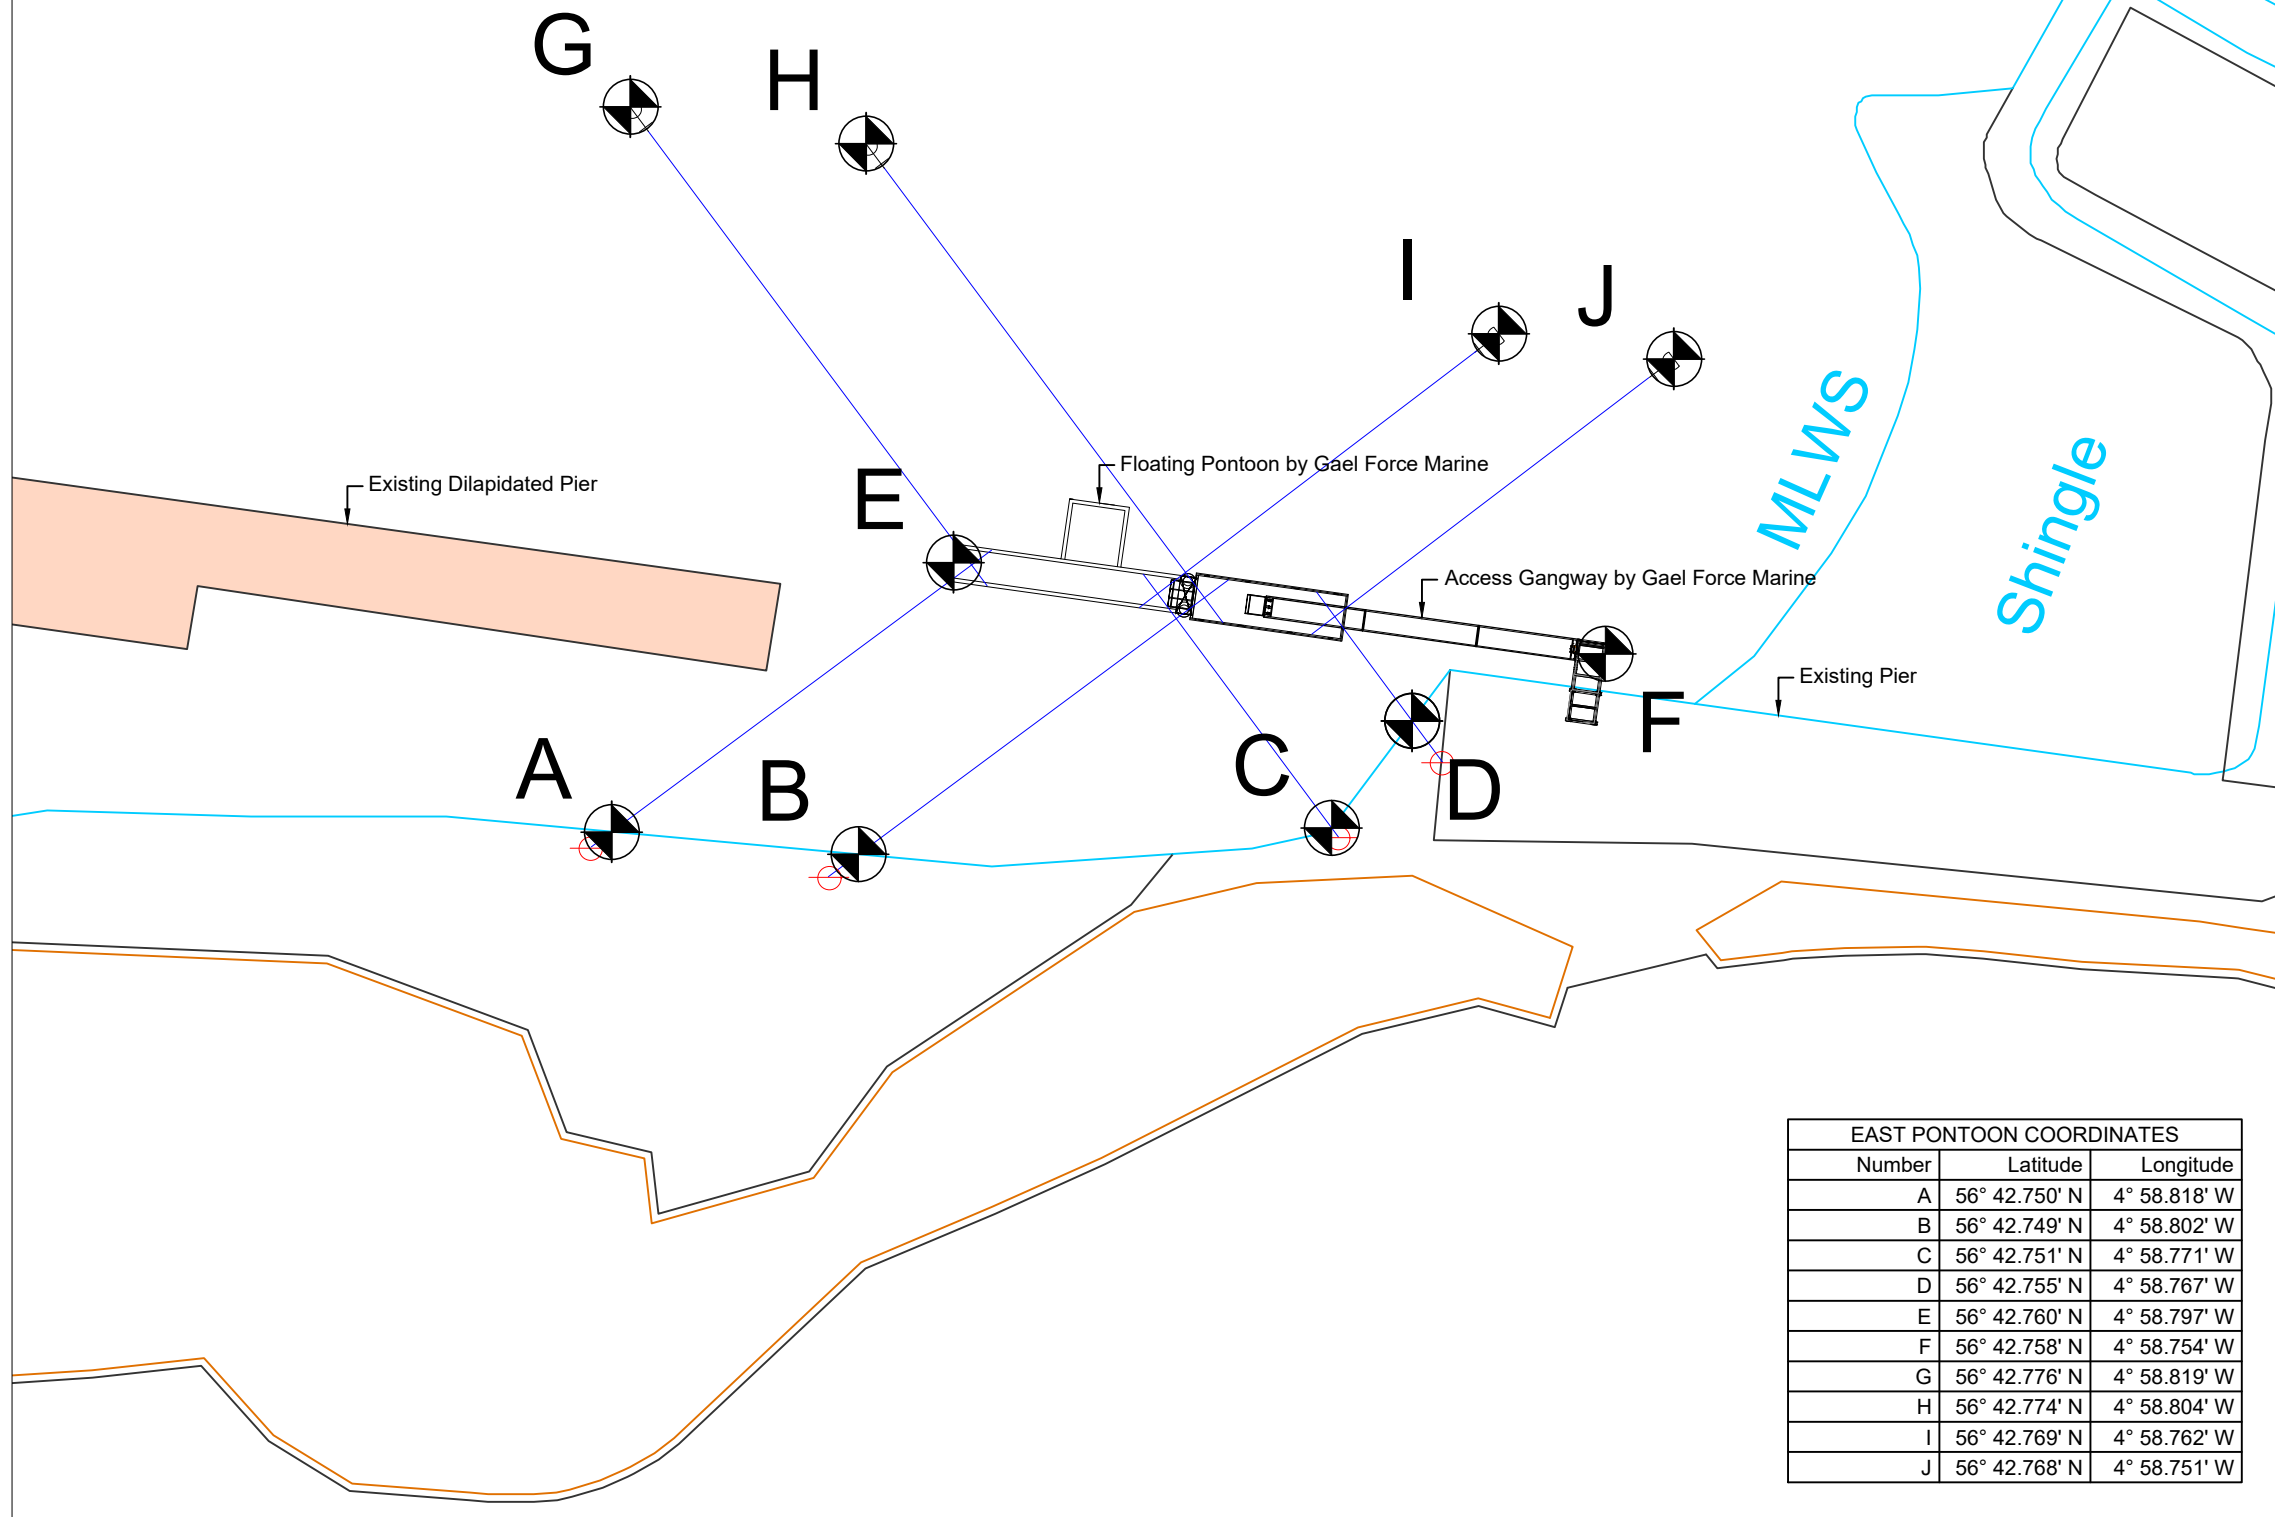 G
H
I
J
MLWS
Shingle
Existing Dilapidated Pier
E
Floating Pontoon by Gael Force Marine
Access Gangway by Gael Force Marine
Existing Pier
F
A
B
C
D
EAST PONTOON COORDINATES
Number Latitude Longitude
A 56° 42.750' N 4° 58.818' W
B 56° 42.749' N 4° 58.802' W
C 56° 42.751' N 4° 58.771' W
D 56° 42.755' N 4° 58.767' W
E 56° 42.760' N 4° 58.797' W
F 56° 42.758' N 4° 58.754' W
G 56° 42.776' N 4° 58.819' W
H 56° 42.774' N 4° 58.804' W
I 56° 42.769' N 4° 58.762' W
J 56° 42.768' N 4° 58.751' W